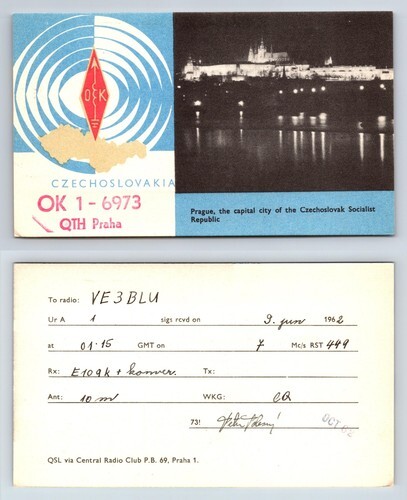 OK
CZECHOSLOVAKIA
OK 1-6973
QTH Praha
Prague, the capital city of the Czechoslovak Socialist
Republic
To radio: VE3BLU
Ur A 1 sigs rcvd on 9. jun 1962
at 01.15 GMT on 7 Mc/s RST 449
Rx: E10aK + konver. Tx:
Ant: 10 m WKG: CQ
73!
OCT 62
QSL via Central Radio Club P.B. 69, Praha 1.